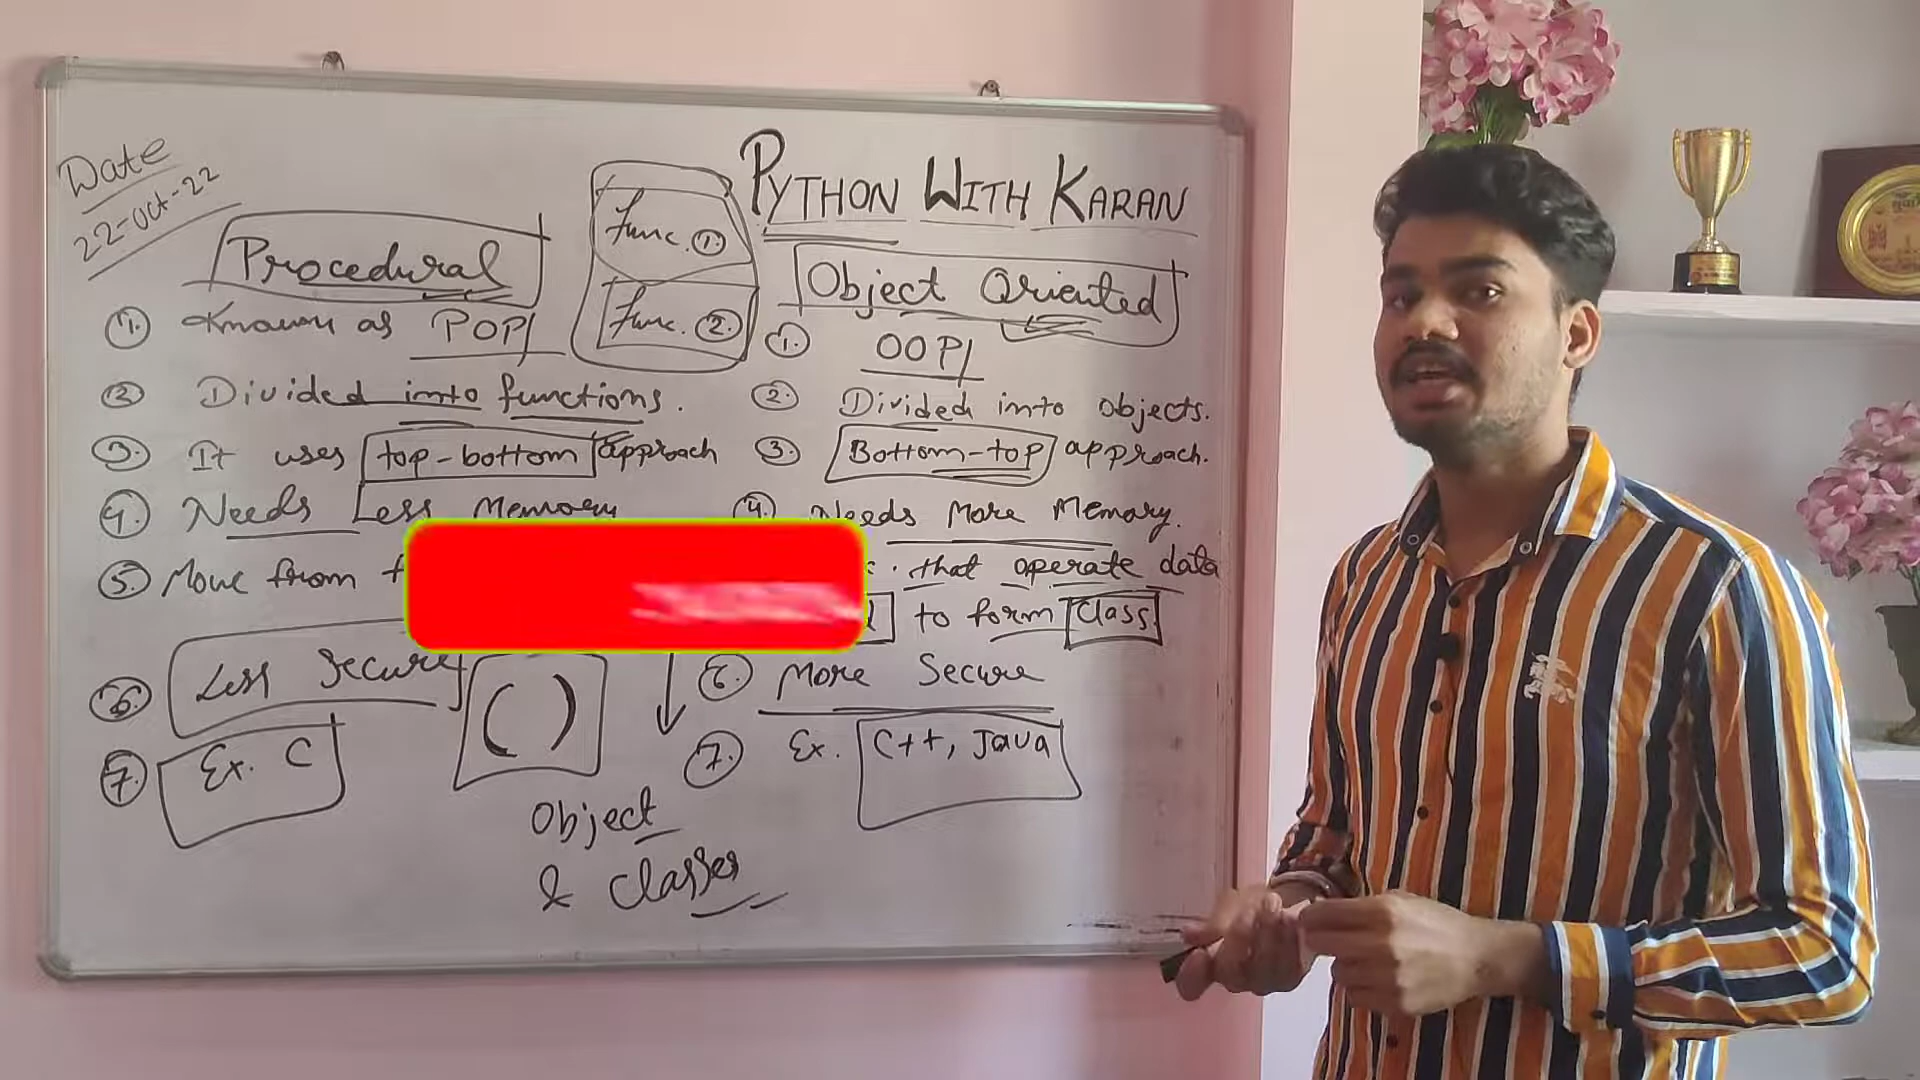 Date
22-Oct-22
PYTHON WITH KARAN
Func. 1.
Func. 2.
Procedural
1. Known as POP
2. Divided into functions.
3. It uses top-bottom approach
4. Needs Less Memory
5. Move from
6. Less Secure
7. Ex. C
( )
Object
& Classes
Object Oriented
1. OOP
2. Divided into objects.
3. Bottom-top approach.
4. Needs More Memory.
that operate data
to form Class.
6. More Secure
7. Ex. C++, Java